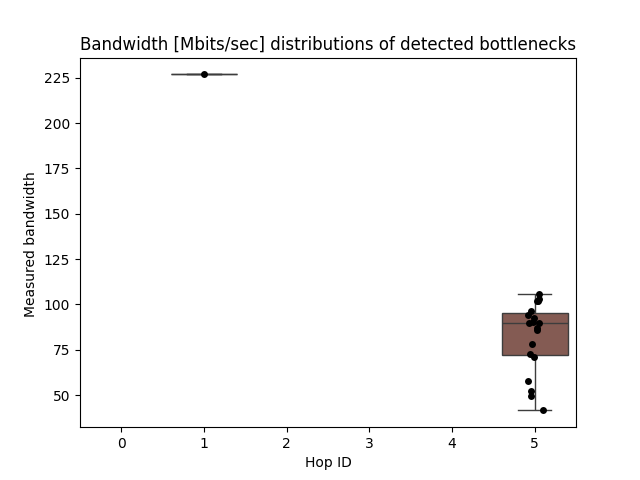 Bandwidth [Mbits/sec] distributions of detected bottlenecks
225
200
175
150
125
100
75
50
Measured bandwidth
0 1 2 3 4 5
Hop ID